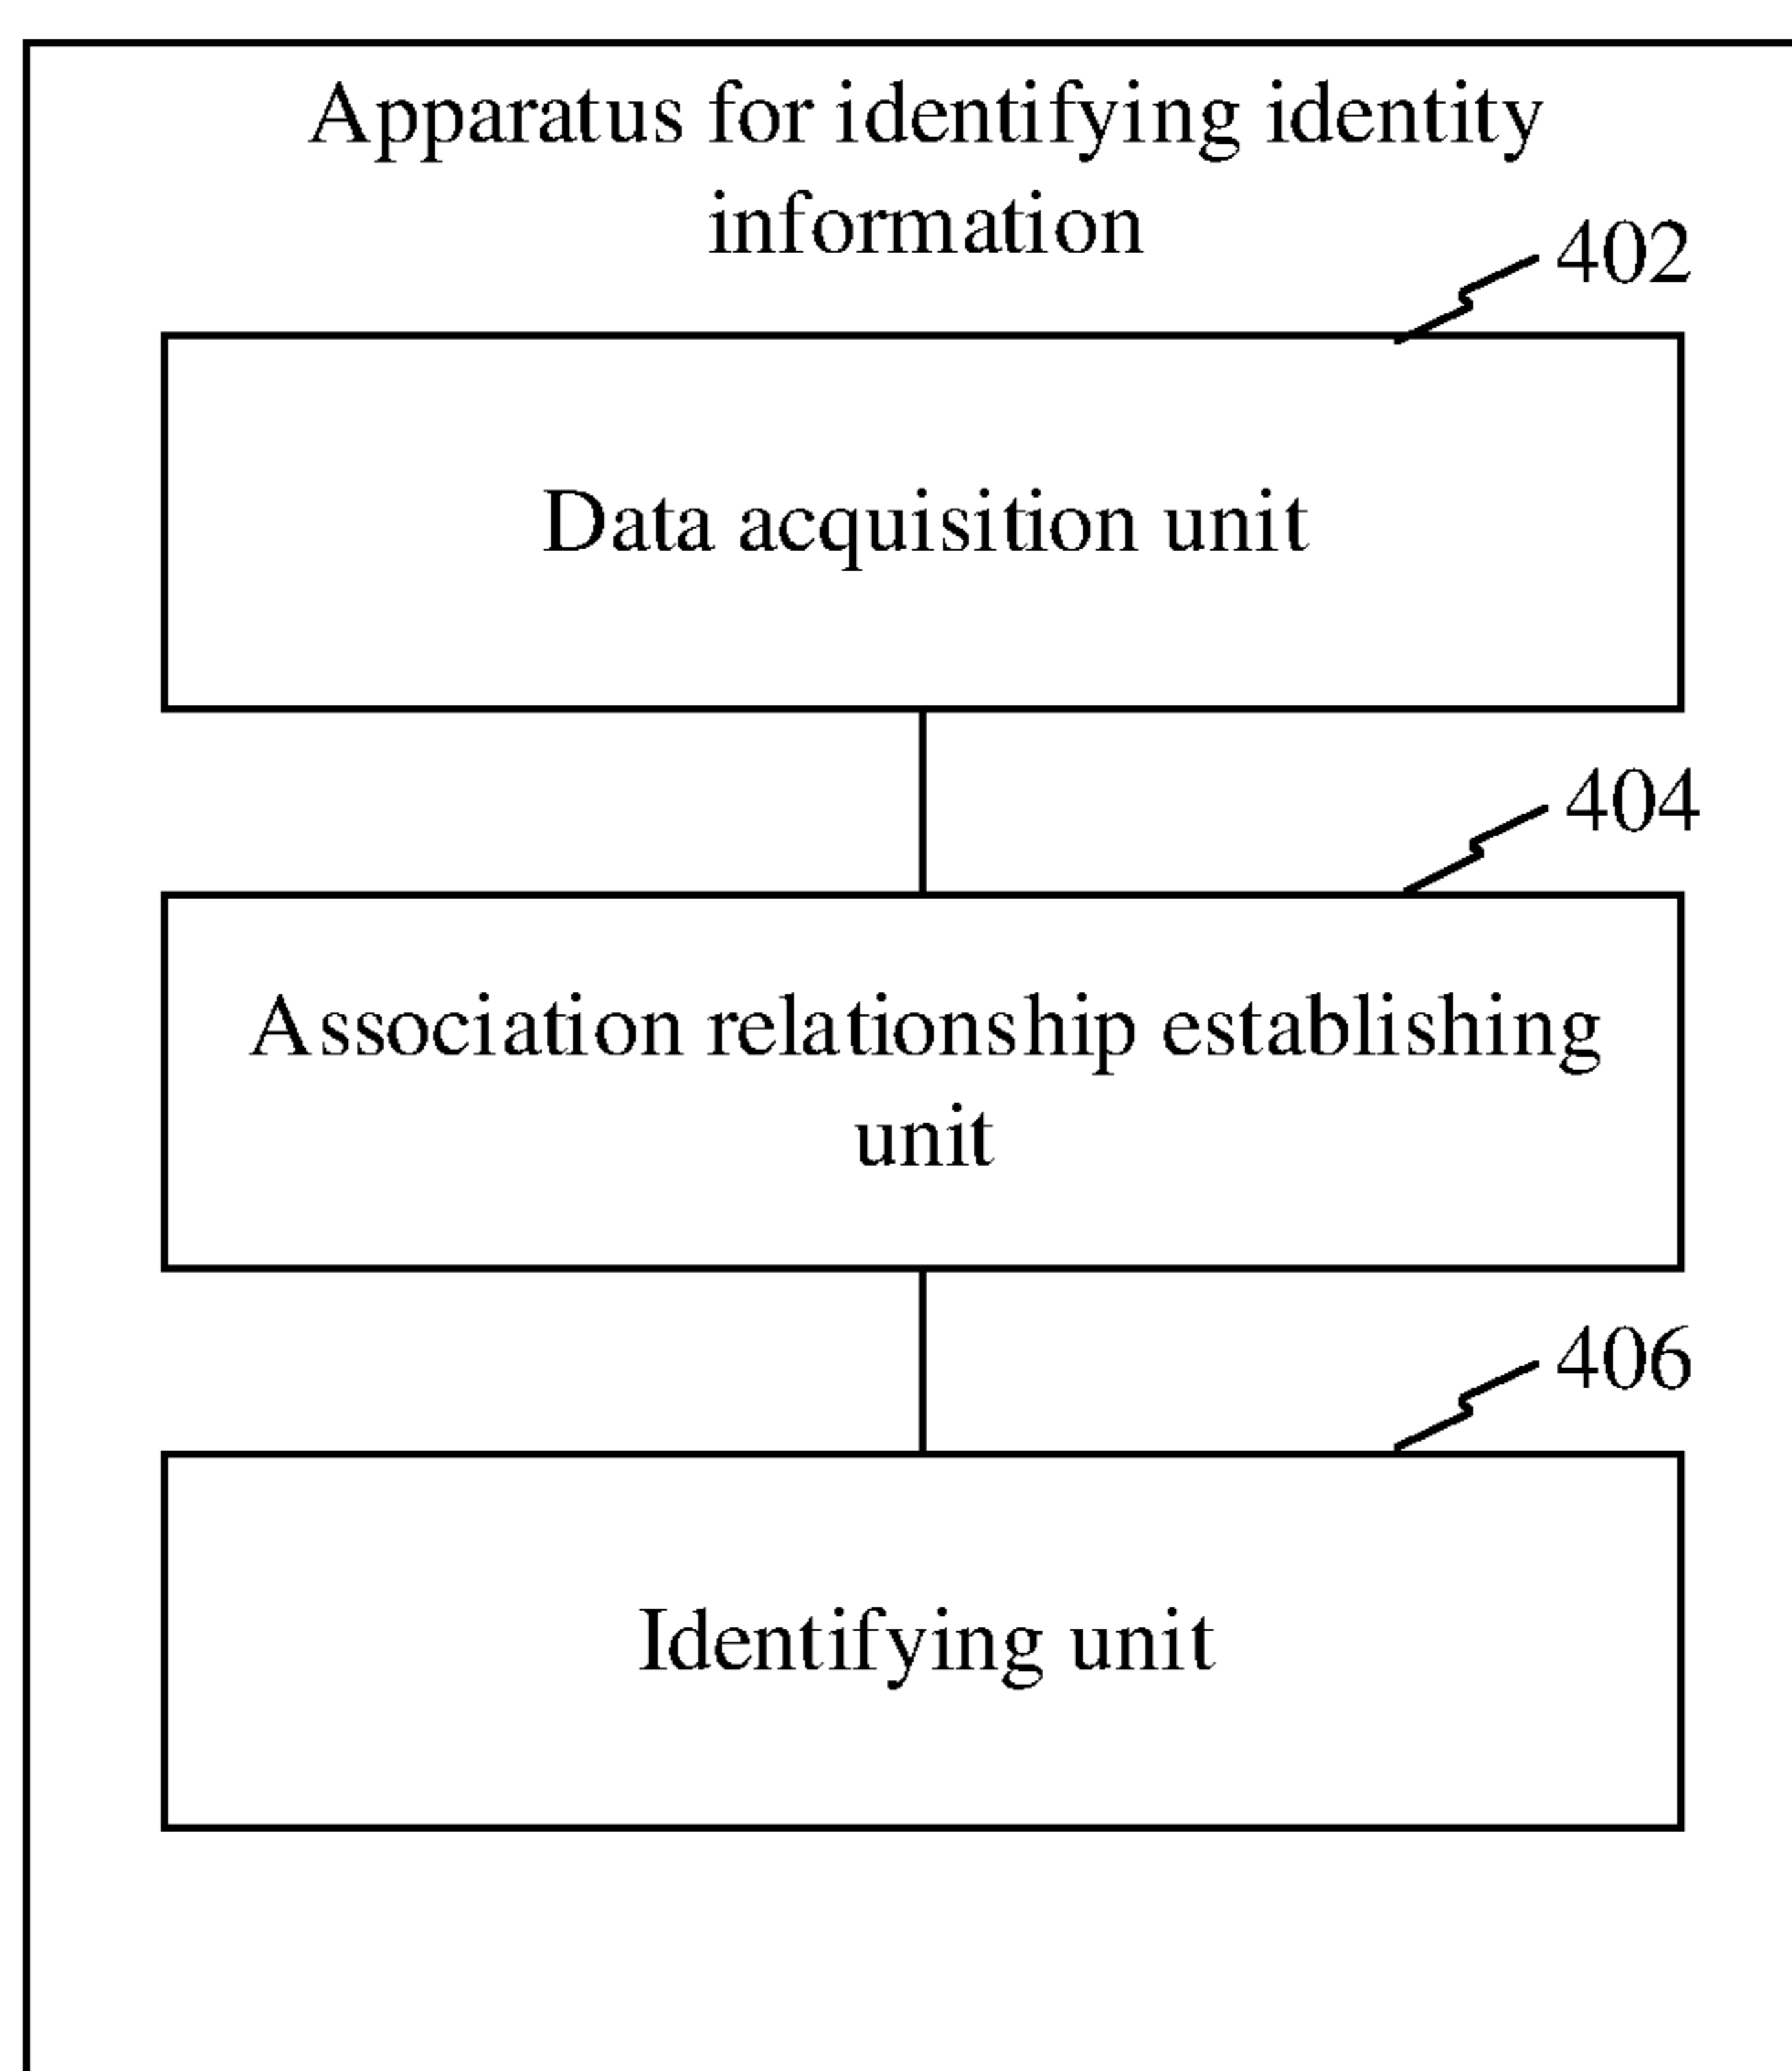 Apparatus for identifying identity
information
402
Data acquisition unit
404
Association relationship establishing
unit
406
Identifying unit